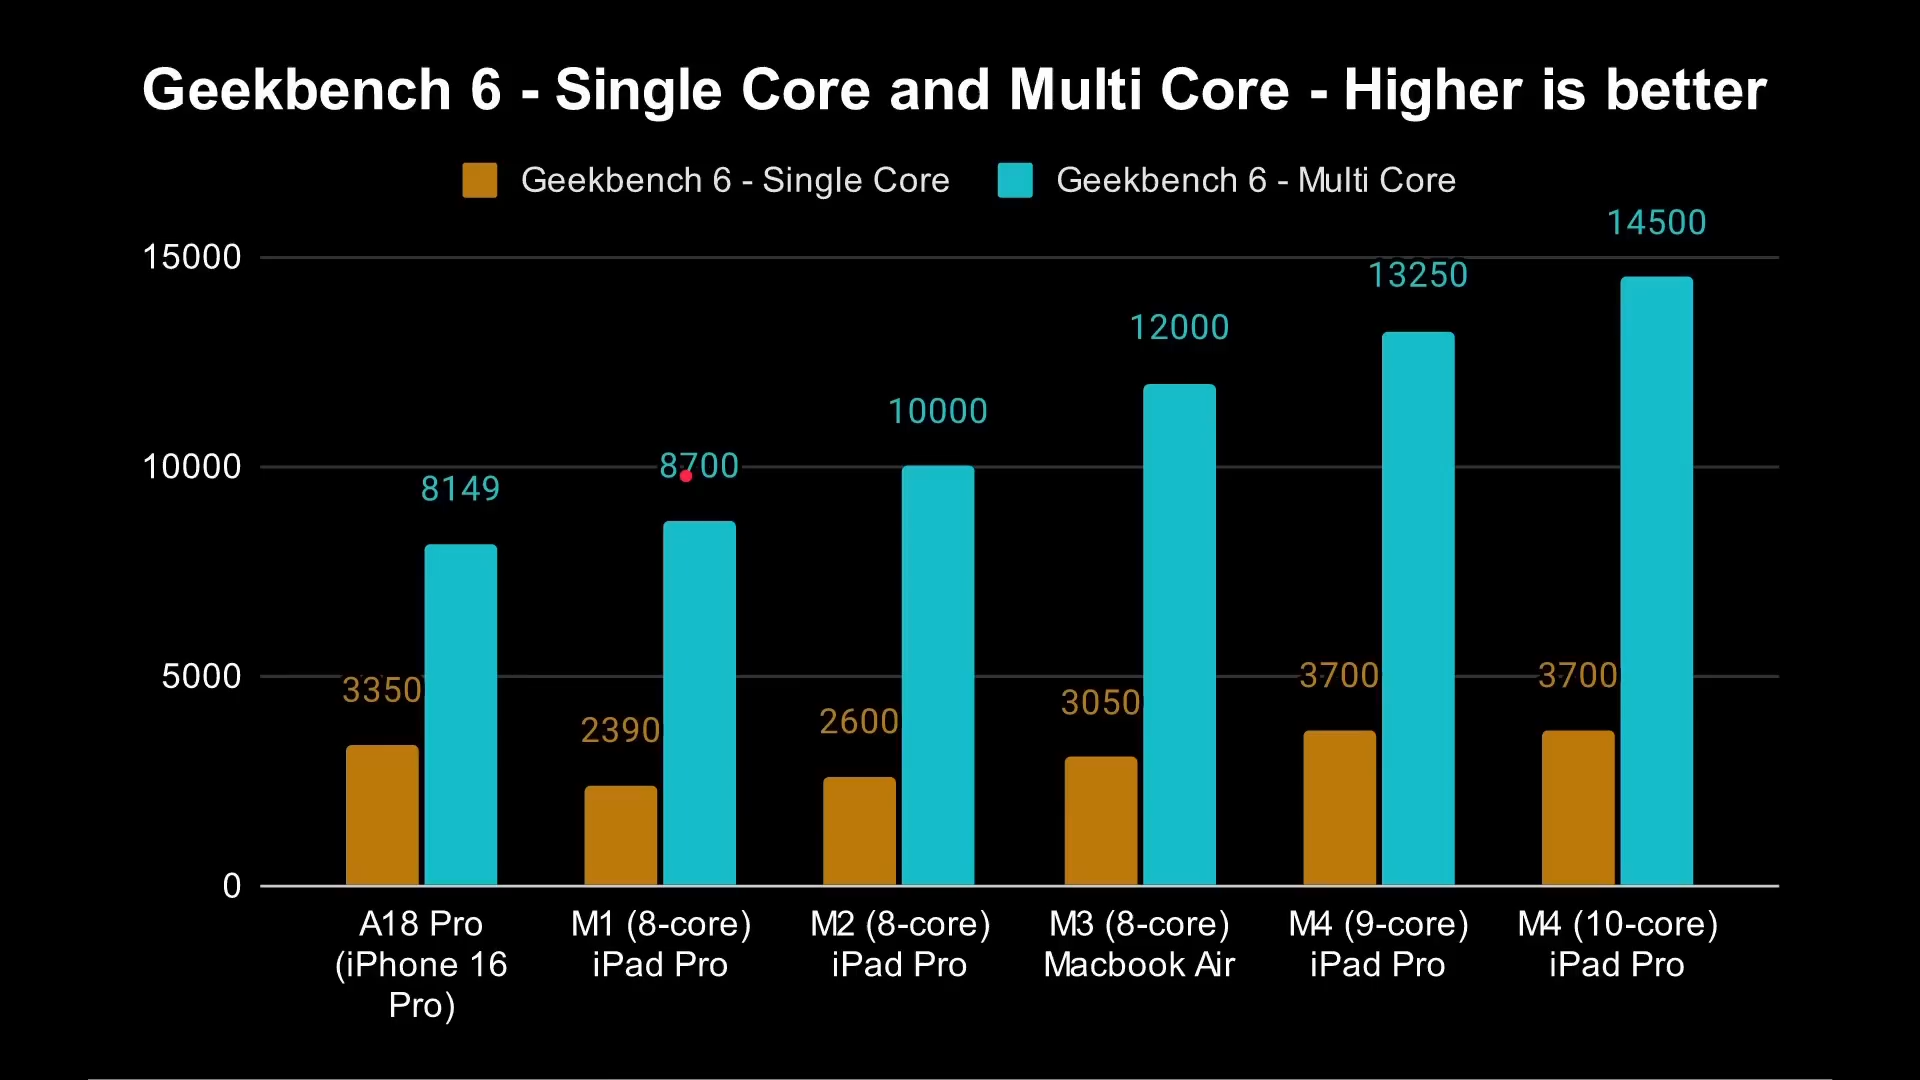 Geekbench 6 - Single Core and Multi Core - Higher is better
Geekbench 6 - Single Core
Geekbench 6 - Multi Core
15000
10000
5000
0
3350
8149
2390
8700
2600
10000
3050
12000
3700
13250
3700
14500
A18 Pro
(iPhone 16
Pro)
M1 (8-core)
iPad Pro
M2 (8-core)
iPad Pro
M3 (8-core)
Macbook Air
M4 (9-core)
iPad Pro
M4 (10-core)
iPad Pro